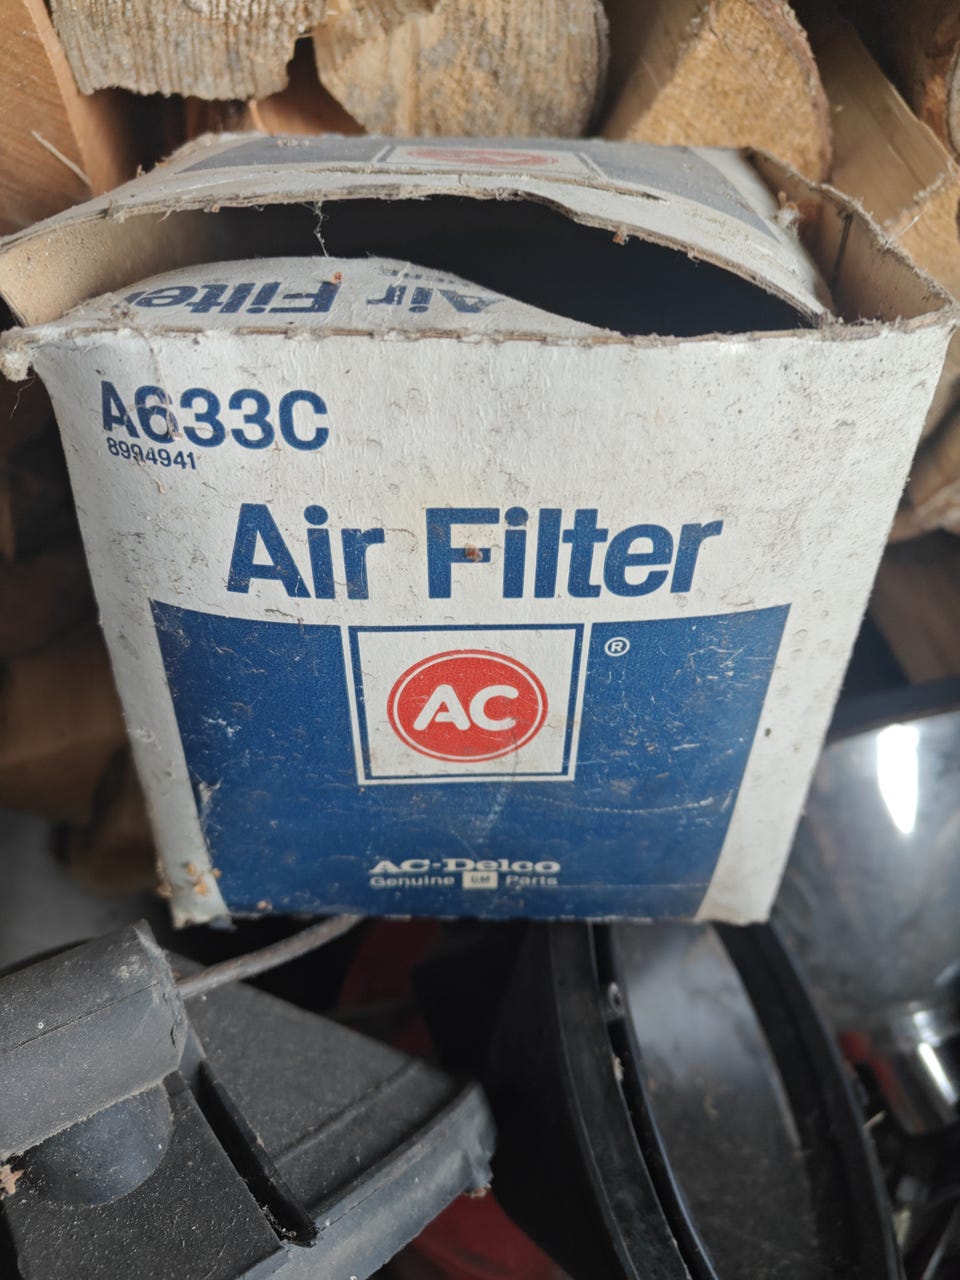 Air Filter
A633C
8994941
Air Filter
®
AC
AC-Delco
Genuine GM Parts